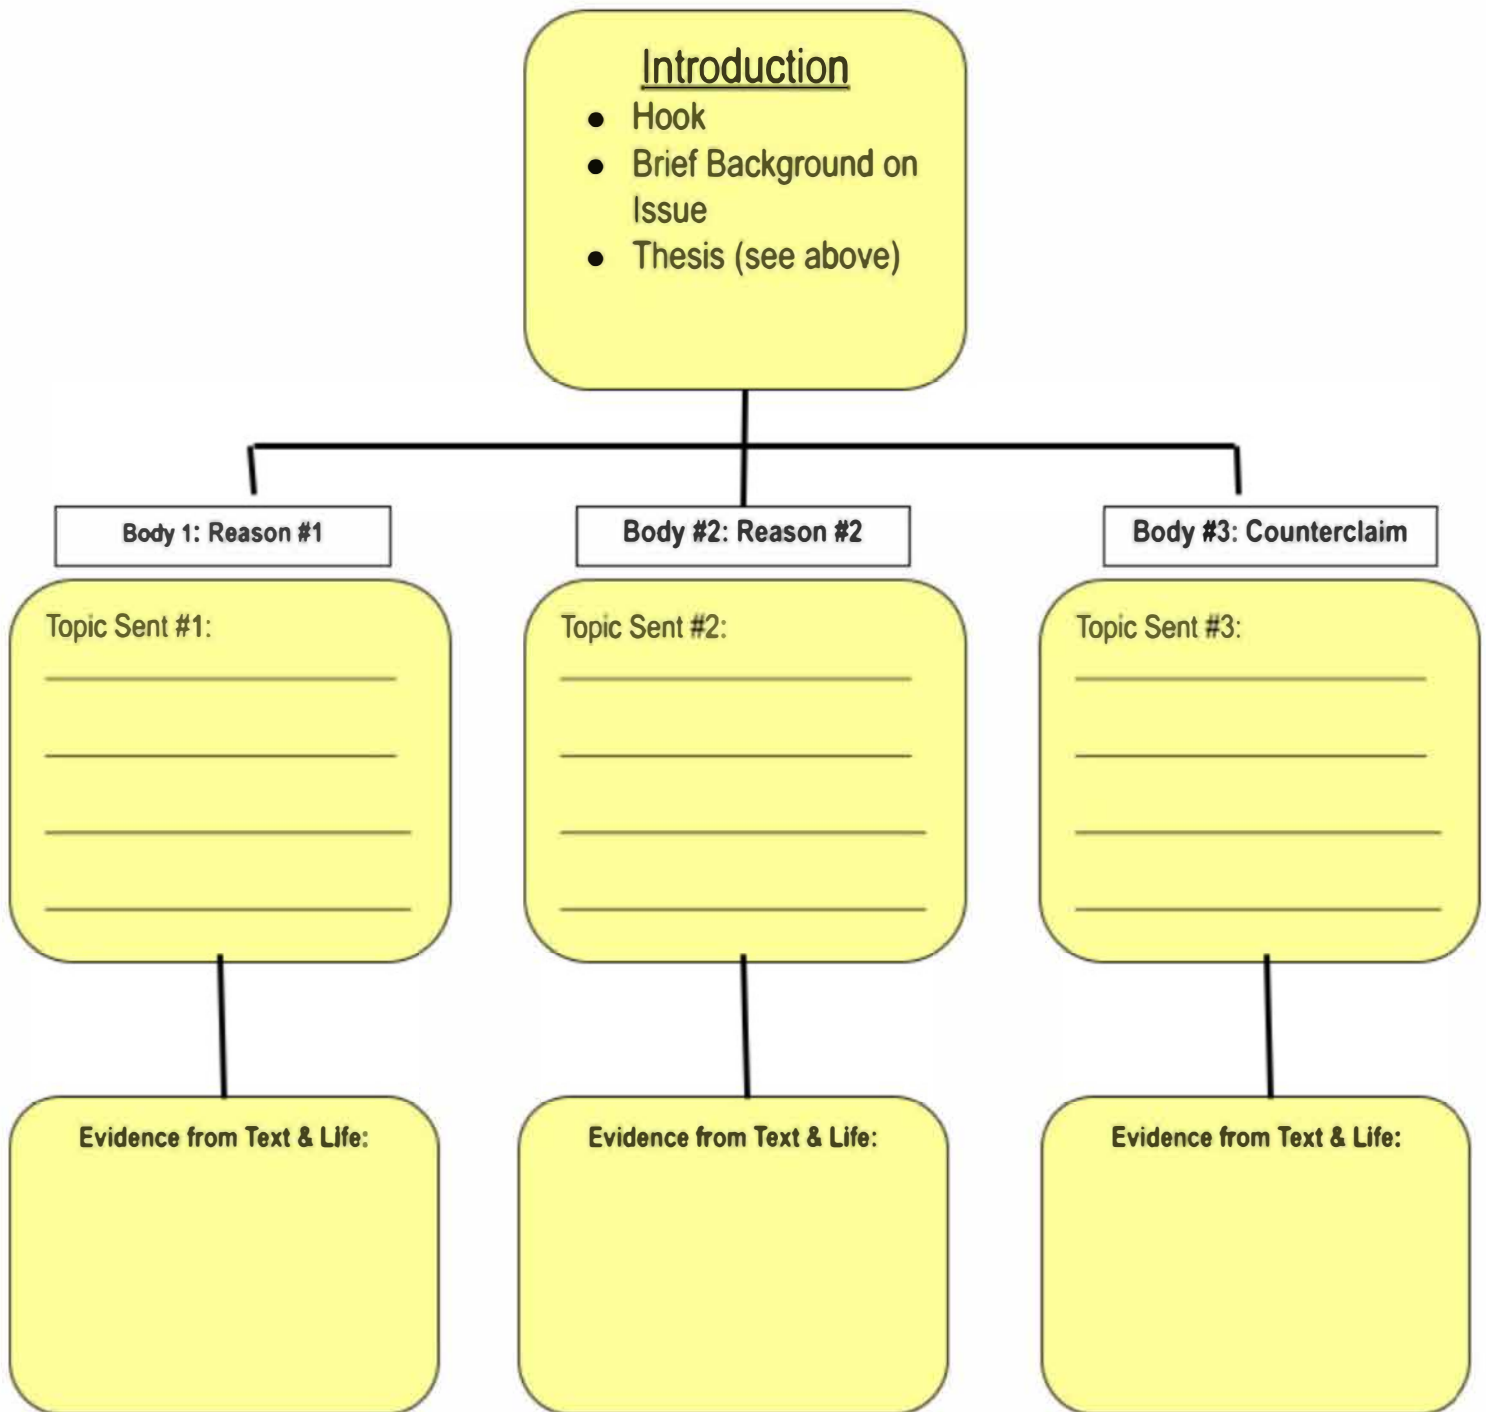 Introduction
● Hook
● Brief Background on
Issue
● Thesis (see above)
Body 1: Reason #1
Body #2: Reason #2
Body #3: Counterclaim
Topic Sent #1:
Topic Sent #2:
Topic Sent #3:
Evidence from Text & Life:
Evidence from Text & Life:
Evidence from Text & Life: